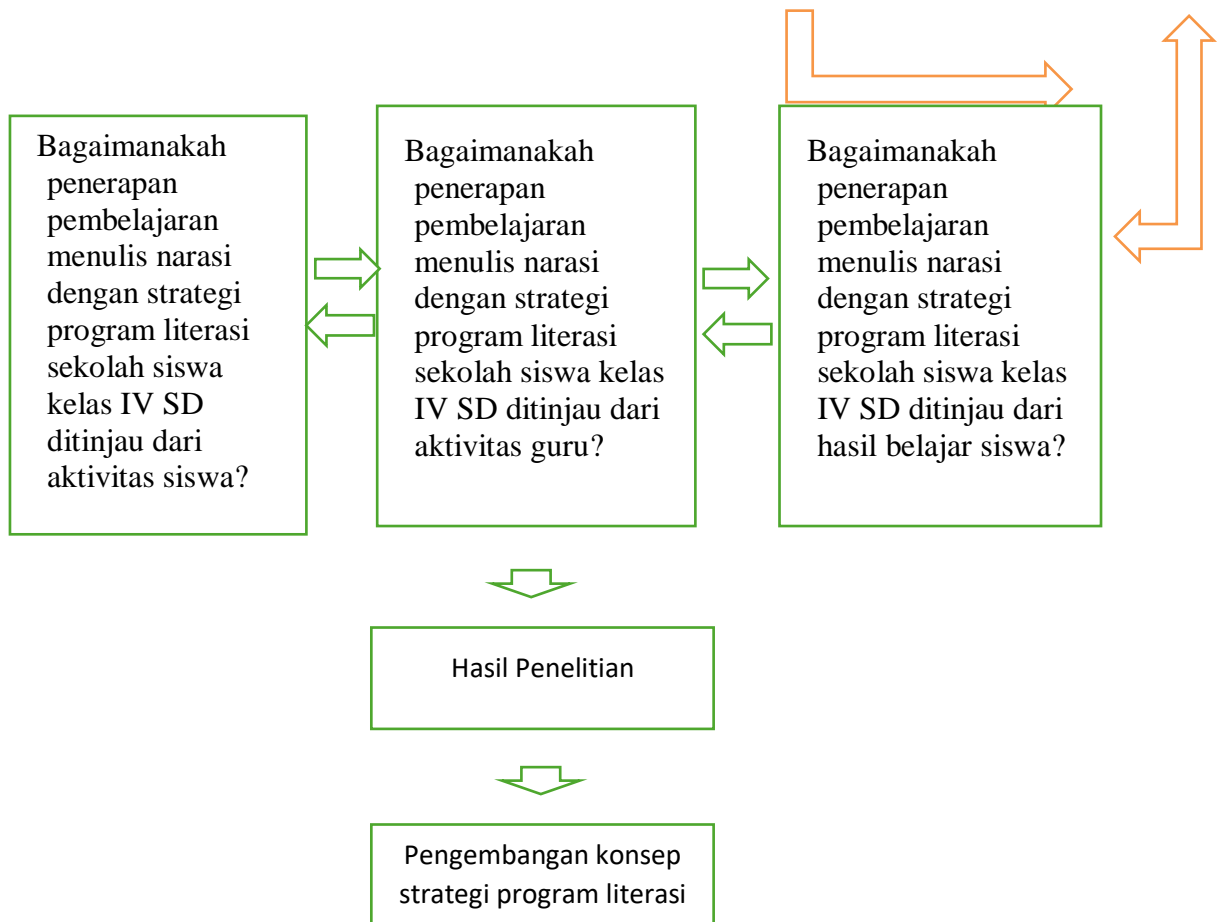 Bagaimanakah
penerapan
pembelajaran
menulis narasi
dengan strategi
program literasi
sekolah siswa
kelas IV SD
ditinjau dari
aktivitas siswa?
Bagaimanakah
penerapan
pembelajaran
menulis narasi
dengan strategi
program literasi
sekolah siswa kelas
IV SD ditinjau dari
aktivitas guru?
Bagaimanakah
penerapan
pembelajaran
menulis narasi
dengan strategi
program literasi
sekolah siswa kelas
IV SD ditinjau dari
hasil belajar siswa?
Hasil Penelitian
Pengembangan konsep
strategi program literasi